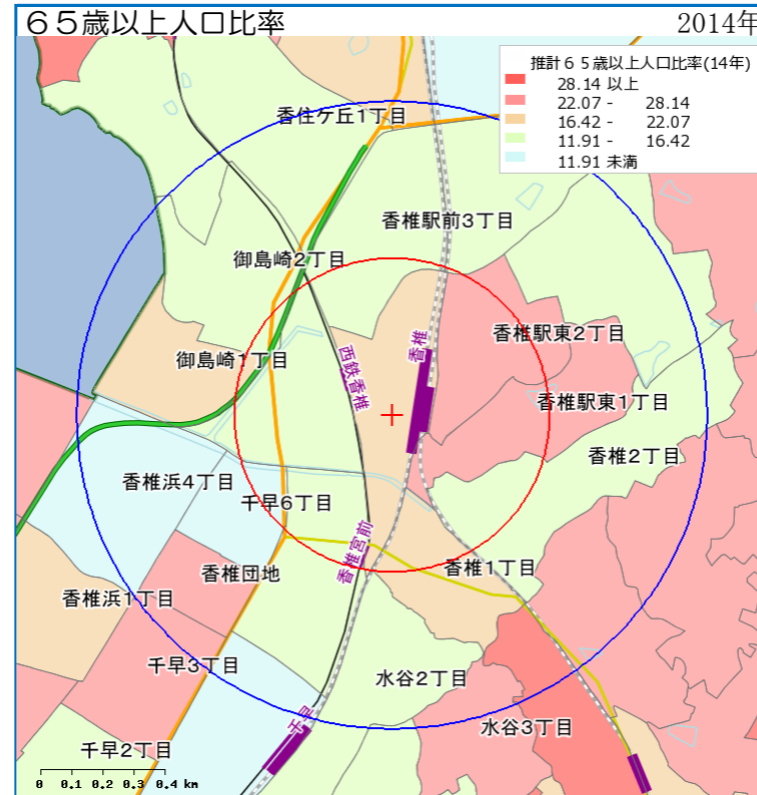 65歳以上人口比率
2014年
推計65歳以上人口比率(14年)
28.14 以上
22.07 - 28.14
16.42 - 22.07
11.91 - 16.42
11.91 未満
香住ケ丘1丁目
香椎駅前3丁目
御島崎2丁目
香椎駅東2丁目
御島崎1丁目
西鉄香椎
香椎
香椎駅東1丁目
香椎2丁目
香椎浜4丁目
千早6丁目
香椎宮前
香椎1丁目
香椎団地
香椎浜1丁目
千早3丁目
水谷2丁目
千早
水谷3丁目
千早2丁目
0 0.1 0.2 0.3 0.4 km